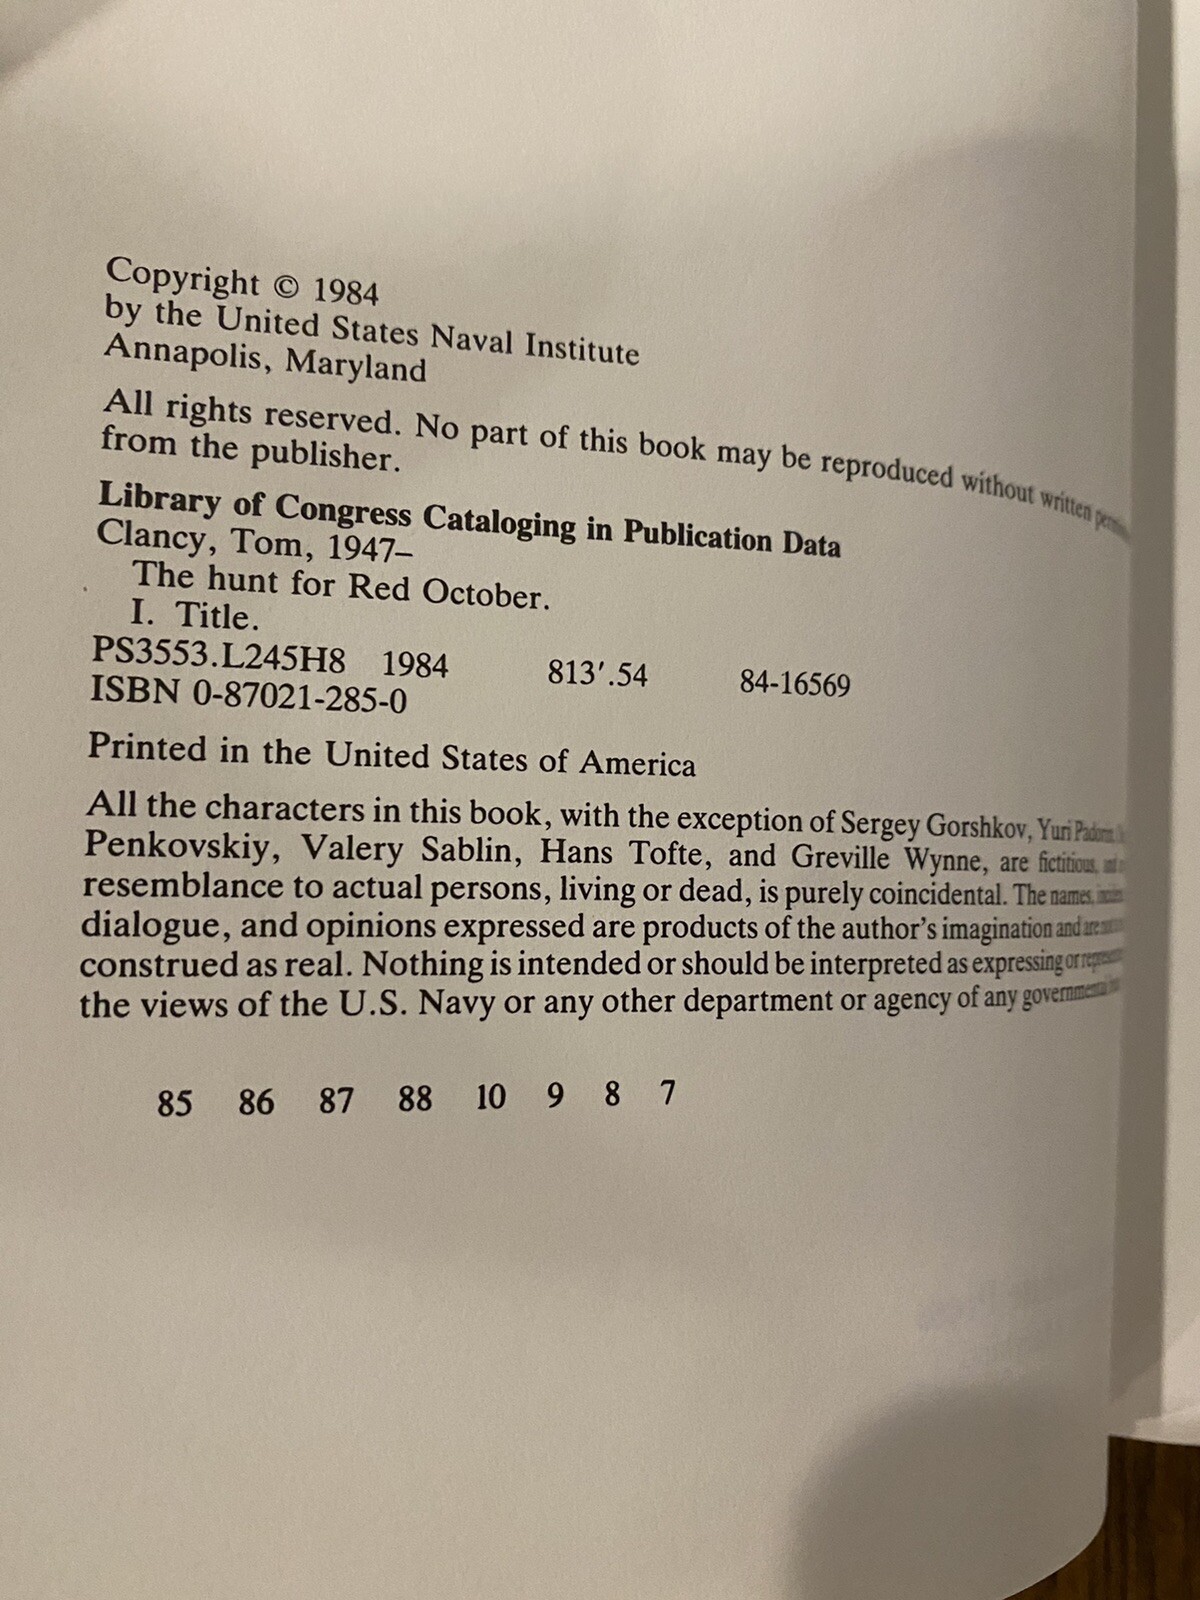 Copyright © 1984
by the United States Naval Institute
Annapolis, Maryland
All rights reserved. No part of this book may be reproduced without written
from the publisher.
Library of Congress Cataloging in Publication Data
Clancy, Tom, 1947–
The hunt for Red October.
I. Title.
PS3553.L245H8 1984 813'.54 84-16569
ISBN 0-87021-285-0
Printed in the United States of America
All the characters in this book, with the exception of Sergey Gorshkov, Yuri
Penkovskiy, Valery Sablin, Hans Tofte, and Greville Wynne, are fictitious,
resemblance to actual persons, living or dead, is purely coincidental. The names,
dialogue, and opinions expressed are products of the author's imagination and are
construed as real. Nothing is intended or should be interpreted as expressing or
the views of the U.S. Navy or any other department or agency of any
85 86 87 88 10 9 8 7